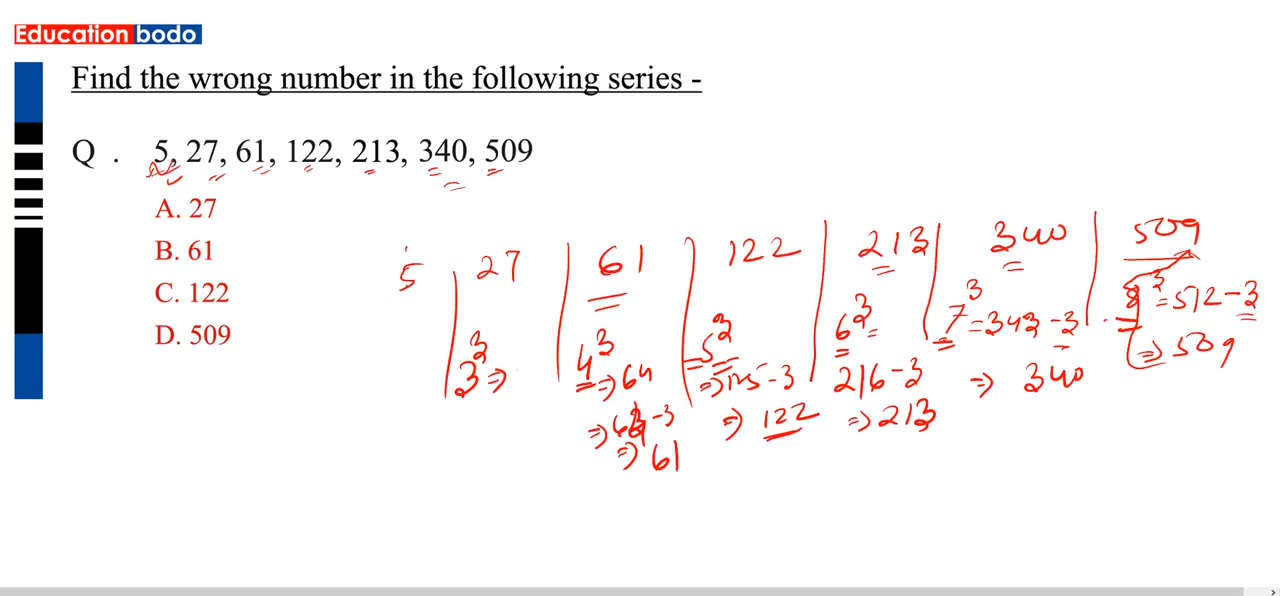 Education bodo
Find the wrong number in the following series -
Q . 5, 27, 61, 122, 213, 340, 509
A. 27
B. 61
C. 122
D. 509
5 | 27 | 61 | 122 | 213 | 340 | 509
3³ ⇒ | 4³ ⇒ 64 | 5³ | 6³ = | 7³ = 343 - 3 | 8³ = 512 - 3
⇒ 64 - 3 | ⇒ 125 - 3 | 216 - 3 | ⇒ 340 | ⇒ 509
⇒ 61 | ⇒ 122 | ⇒ 213